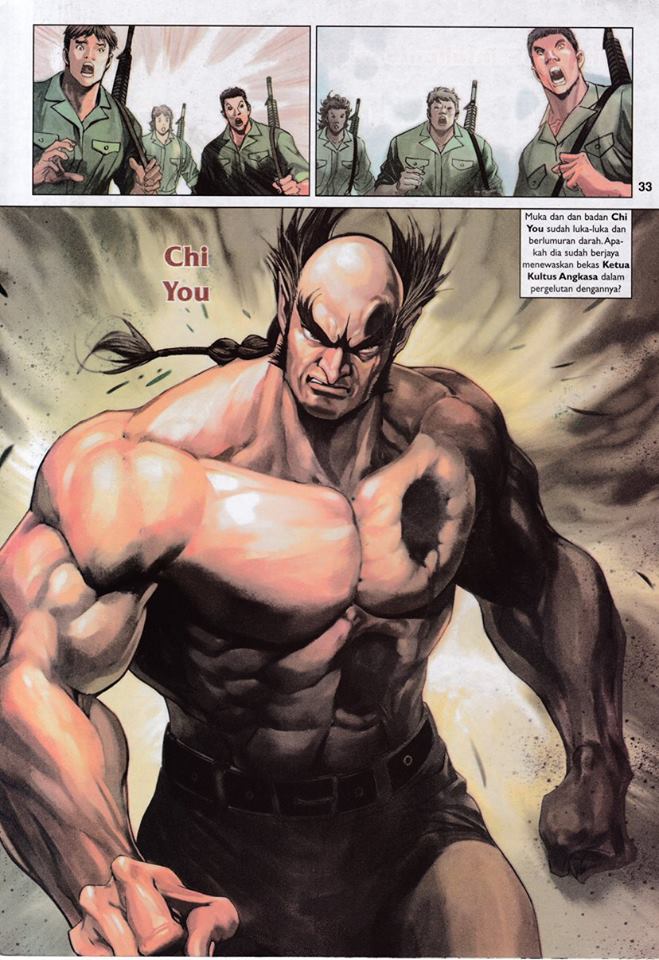 33
Muka dan dan badan Chi
You sudah luka-luka dan
berlumuran darah. Apa-
kah dia sudah berjaya
menewaskan bekas Ketua
Kultus Angkasa dalam
pergelutan dengannya?
Chi
You